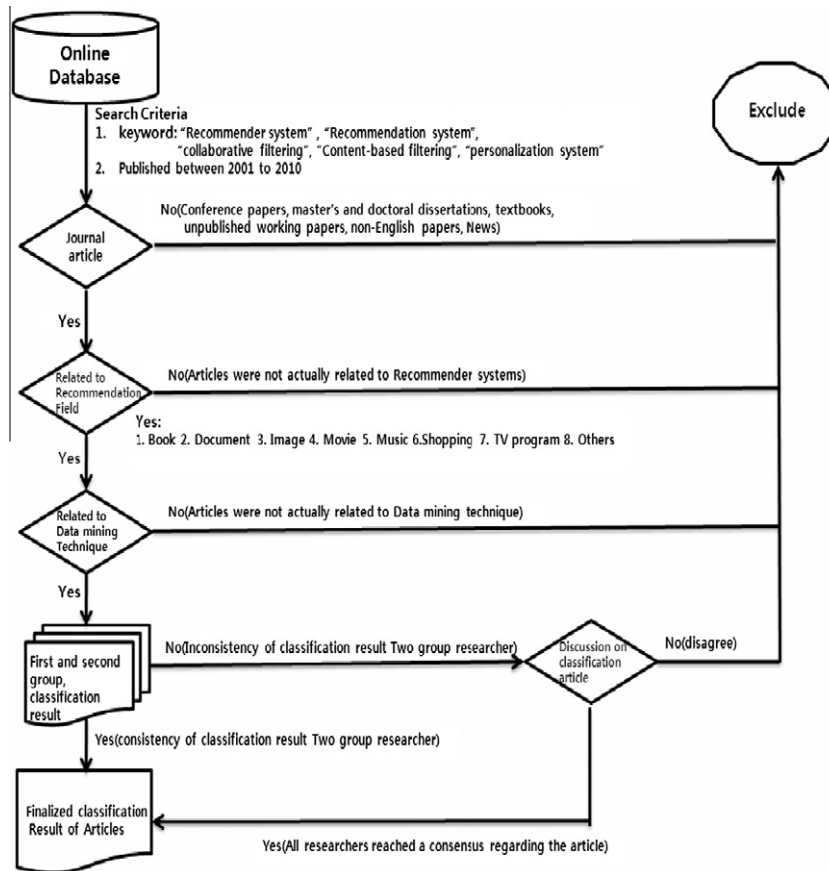 Online
Database
Exclude
Search Criteria
1. keyword: "Recommender system" , "Recommendation system",
"collaborative filtering", "Content-based filtering", "personalization system"
2. Published between 2001 to 2010
No(Conference papers, master's and doctoral dissertations, textbooks,
unpublished working papers, non-English papers, News)
Journal
article
Yes
Related to
Recommendation
Field
No(Articles were not actually related to Recommender systems)
Yes:
1. Book 2. Document 3. Image 4. Movie 5. Music 6.Shopping 7. TV program 8. Others
Yes
Related to
Data mining
Technique
No(Articles were not actually related to Data mining technique)
Yes
First and second
group,
classification
result
No(Inconsistency of classification result Two group researcher)
Discussion on
classification
article
No(disagree)
Yes(consistency of classification result Two group researcher)
Finalized classification
Result of Articles
Yes(All researchers reached a consensus regarding the article)